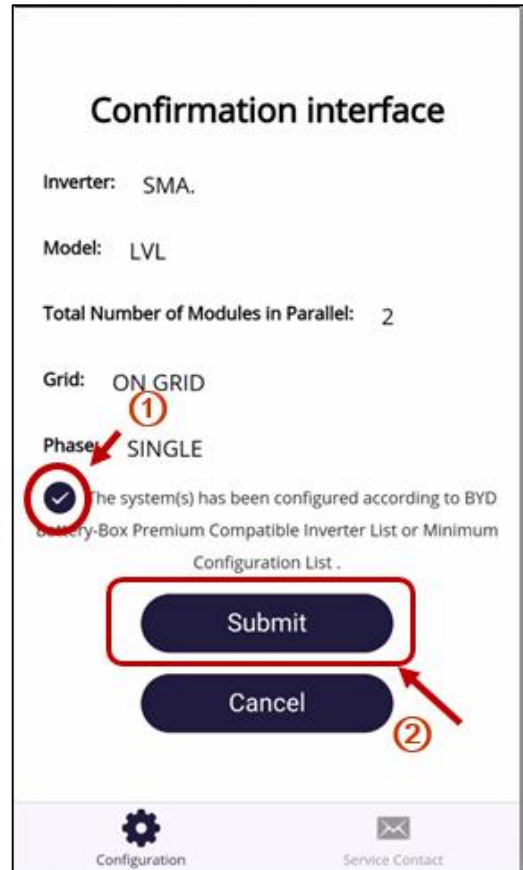 Confirmation interface
Inverter: SMA.
Model: LVL
Total Number of Modules in Parallel: 2
Grid: ON GRID
①
Phase: SINGLE
The system(s) has been configured according to BYD
Battery-Box Premium Compatible Inverter List or Minimum
Configuration List .
Submit
Cancel
②
Configuration
Service Contact